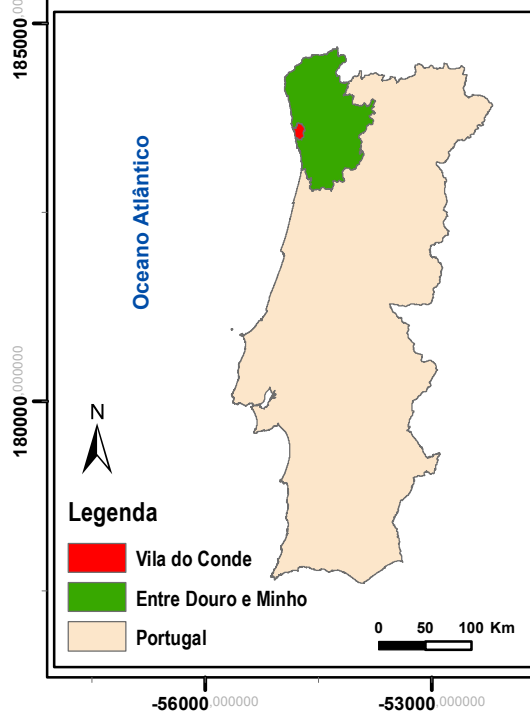 185000,000000
Oceano Atlântico
180000,000000
N
Legenda
Vila do Conde
Entre Douro e Minho
Portugal
0 50 100 Km
-56000,000000 -53000,000000